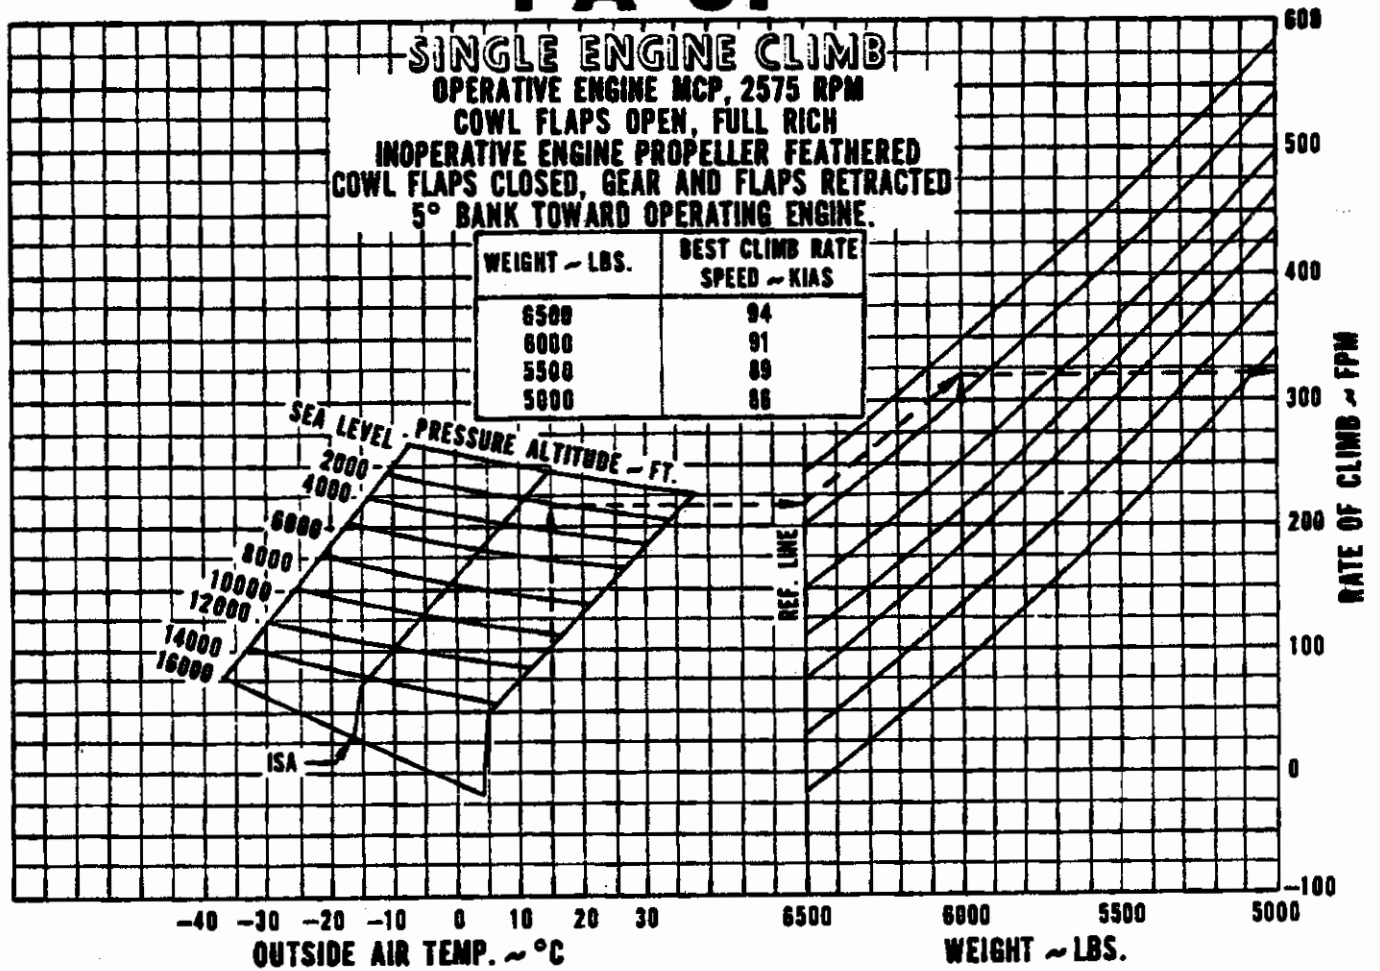 SINGLE ENGINE CLIMB
OPERATIVE ENGINE MCP, 2575 RPM
COWL FLAPS OPEN, FULL RICH
INOPERATIVE ENGINE PROPELLER FEATHERED
COWL FLAPS CLOSED, GEAR AND FLAPS RETRACTED
5° BANK TOWARD OPERATING ENGINE.
WEIGHT ~ LBS. BEST CLIMB RATE
SPEED ~ KIAS
6500 94
6000 91
5500 89
5000 86
SEA LEVEL PRESSURE ALTITUDE ~ FT.
2000
4000
6000
8000
10000
12000
14000
16000
ISA
REF. LINE
500
400
300
200
100
0
-100
RATE OF CLIMB ~ FPM
-40 -30 -20 -10 0 10 20 30
OUTSIDE AIR TEMP. ~ °C
6500 6000 5500 5000
WEIGHT ~ LBS.